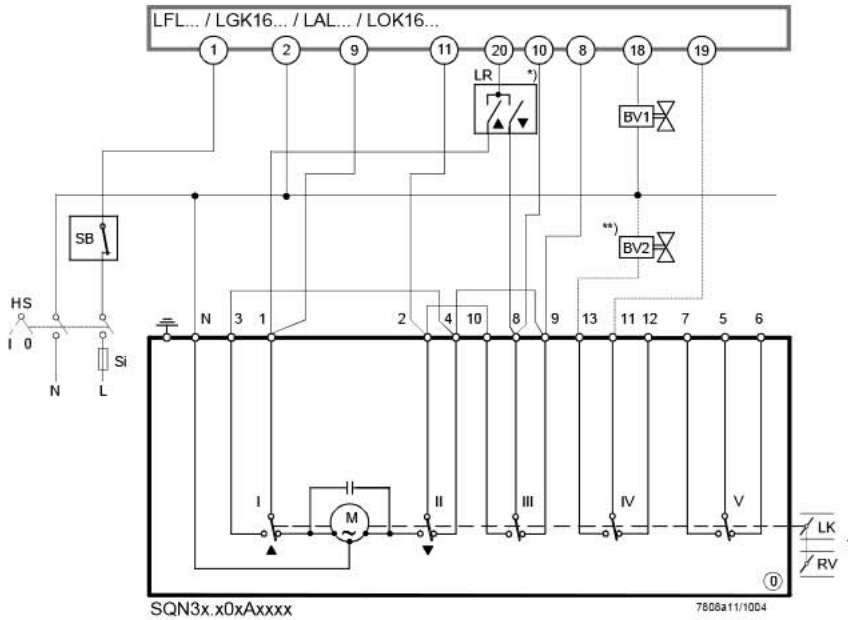 LFL... / LGK16... / LAL... / LOK16...
1 2 9 11 20 10 8 18 19
LR *)
BV1
SB
**)
BV2
HS
I 0
N 3 1 2 4 10 8 9 13 11 12 7 5 6
Si
N L
I II III IV V
M
~
LK
RV
0
SQN3x.x0xAxxxx
7808a11/1004